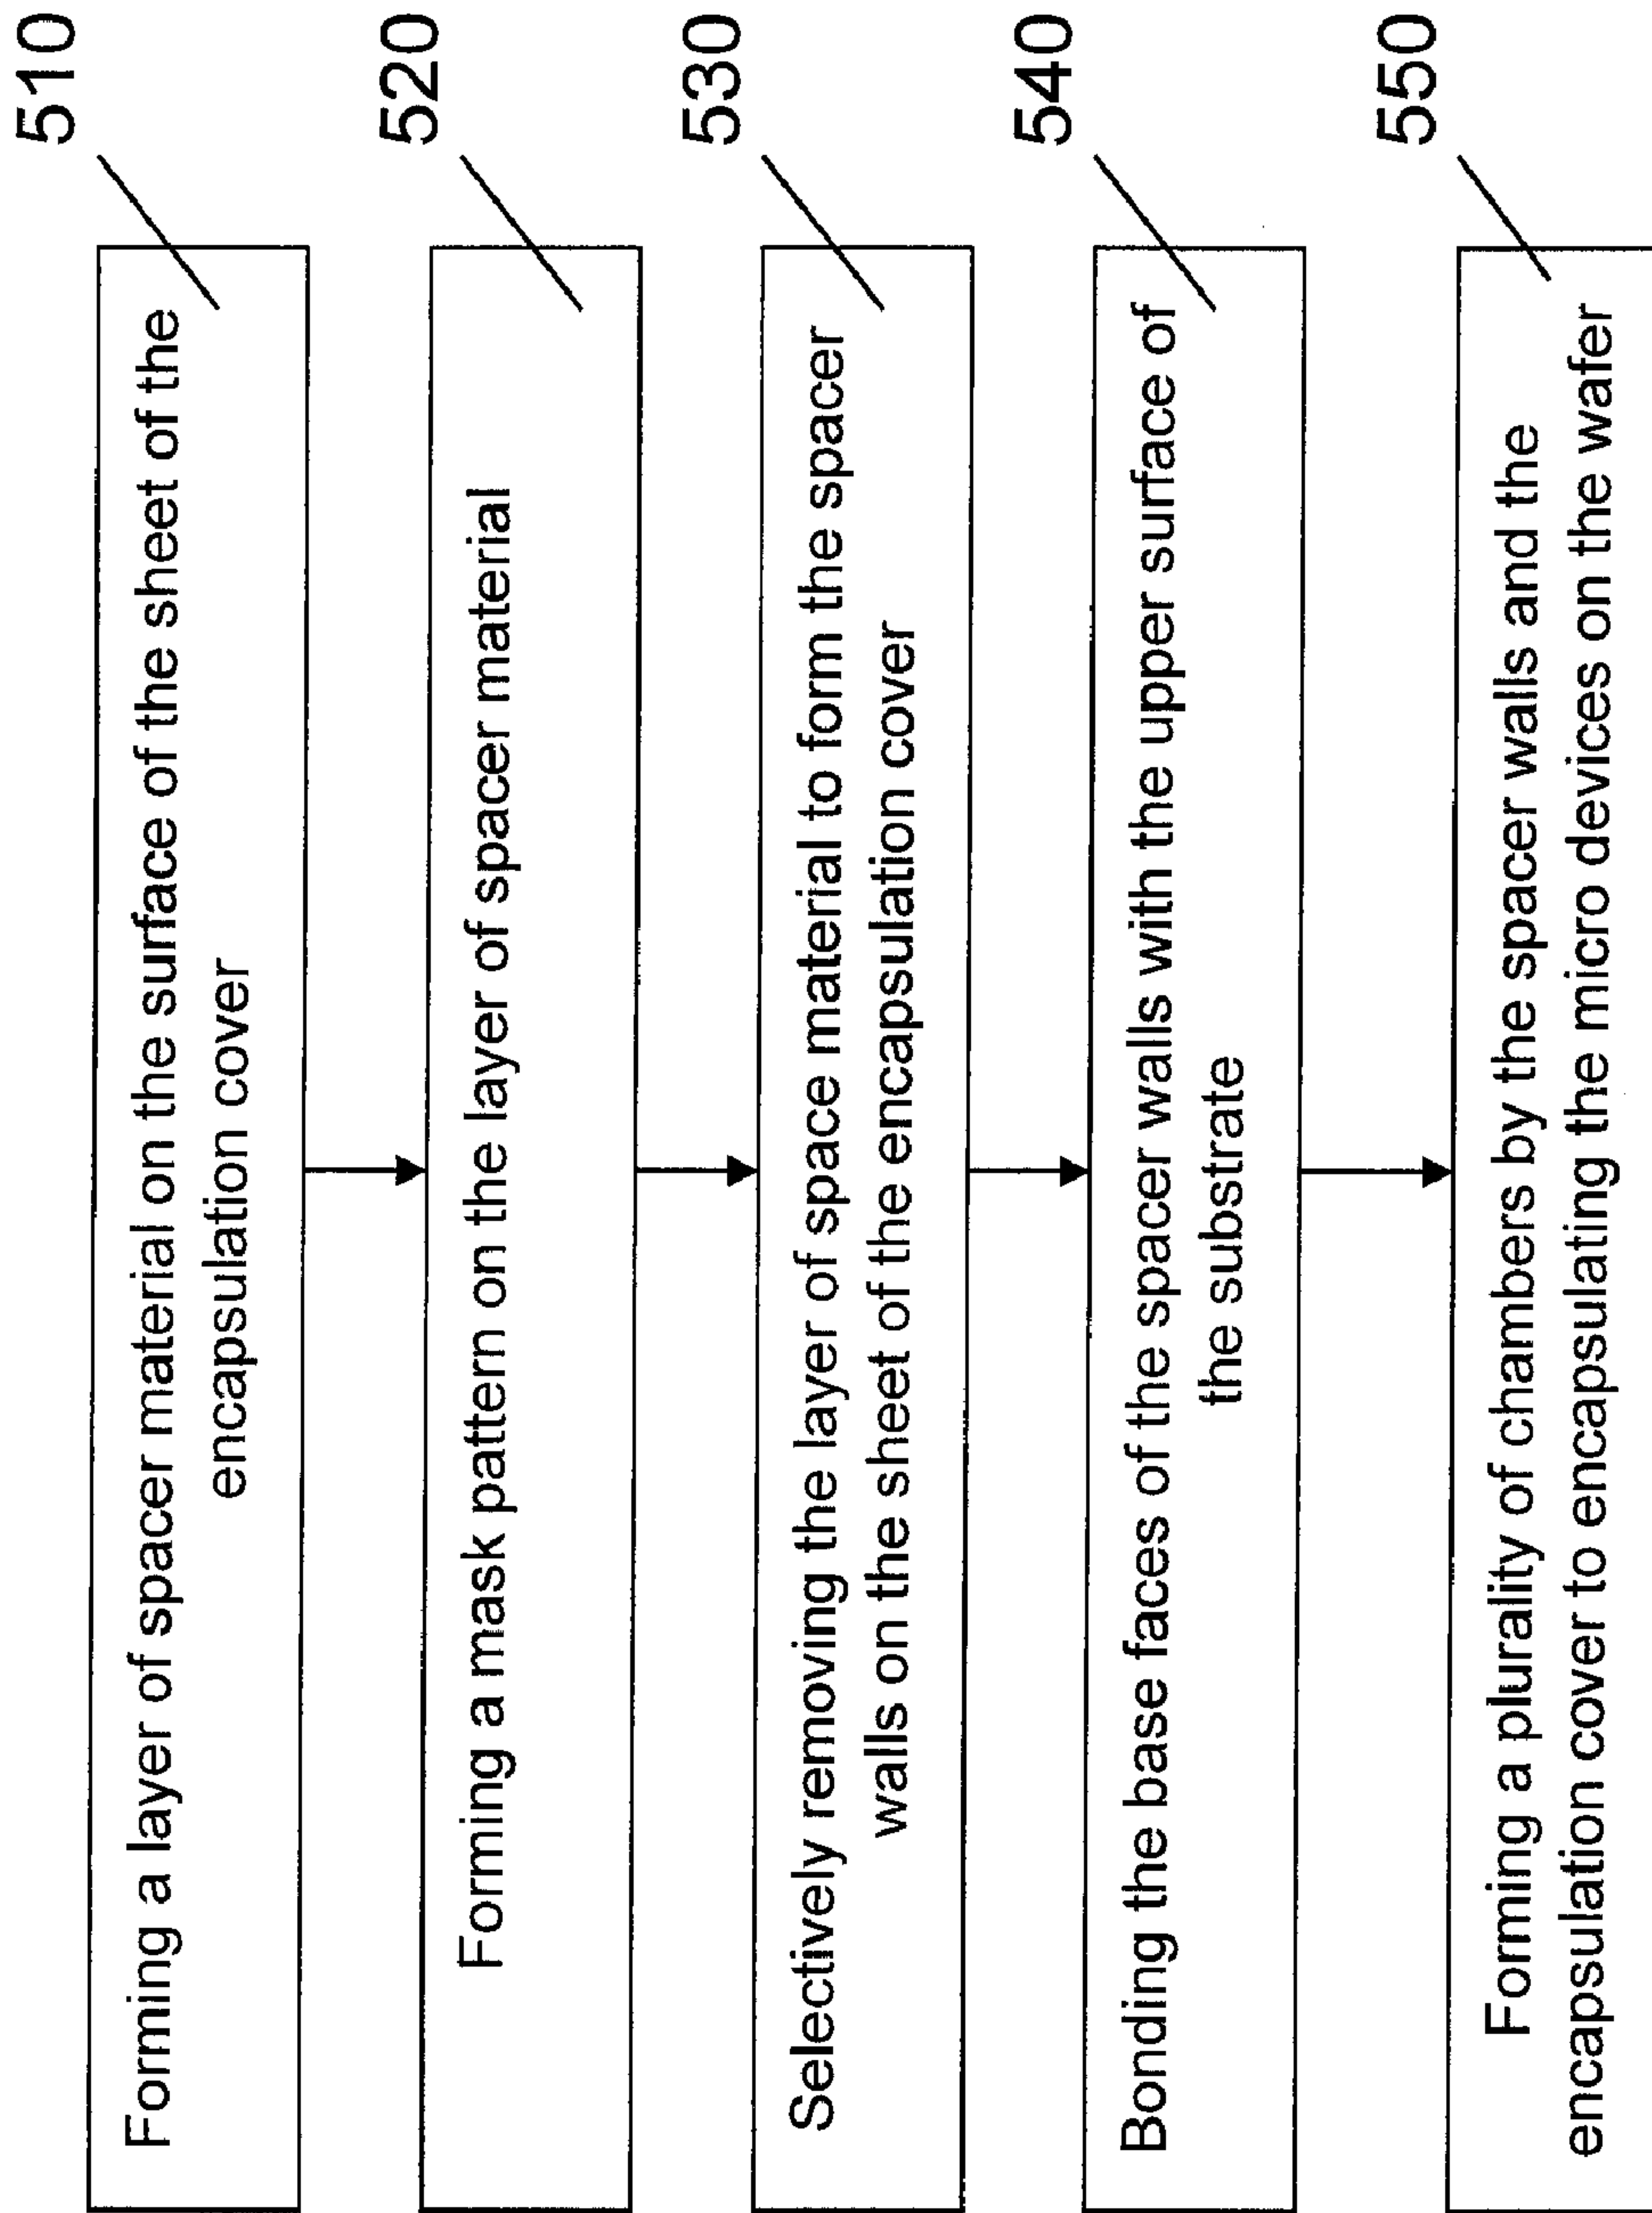 510
Forming a layer of spacer material on the surface of the sheet of the
encapsulation cover
520
Forming a mask pattern on the layer of spacer material
530
Selectively removing the layer of space material to form the spacer
walls on the sheet of the encapsulation cover
540
Bonding the base faces of the spacer walls with the upper surface of
the substrate
550
Forming a plurality of chambers by the spacer walls and the
encapsulation cover to encapsulating the micro devices on the wafer